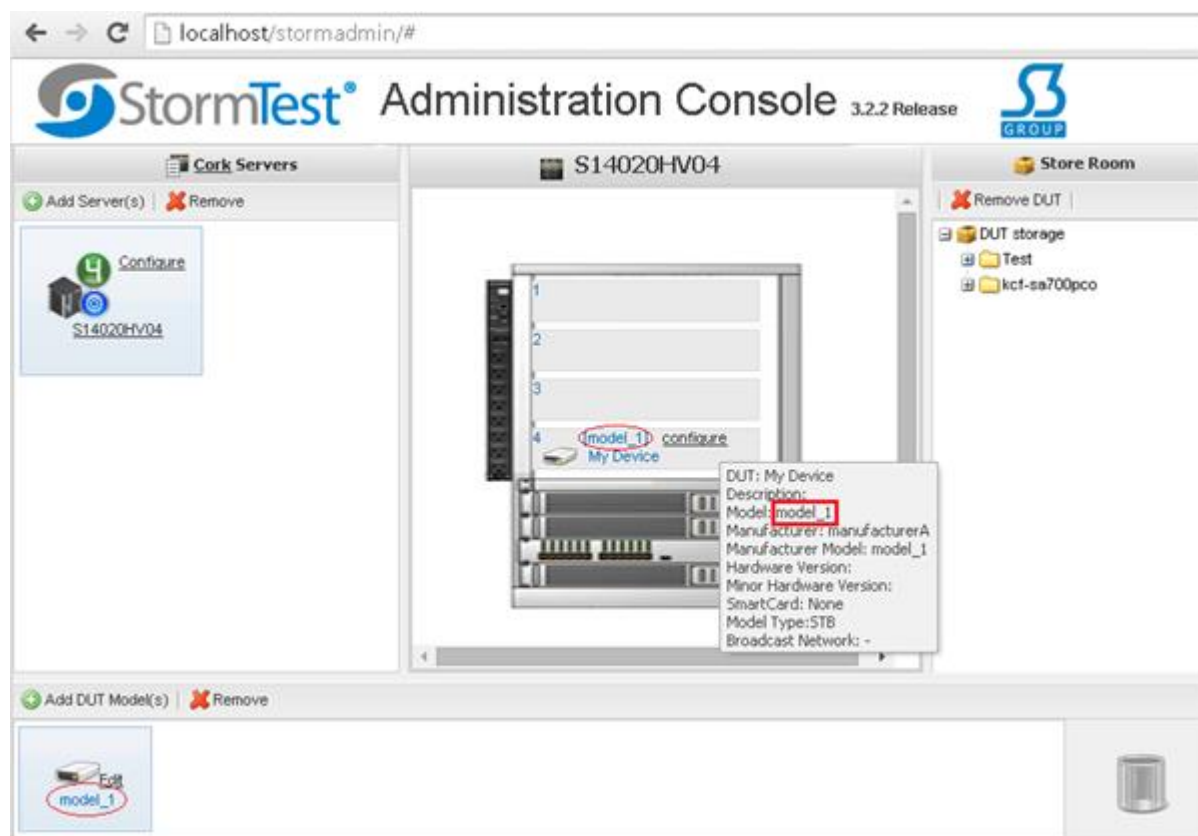 localhost/stormadmin/#
StormTest® Administration Console 3.2.2 Release
S3
GROUP
Cork Servers
Add Server(s) | Remove
Configure
S14020HV04
S14020HV04
1
2
3
4 [model_1] configure
My Device
DUT: My Device
Description:
Model: model_1
Manufacturer: manufacturerA
Manufacturer Model: model_1
Hardware Version:
Minor Hardware Version:
SmartCard: None
Model Type:STB
Broadcast Network: -
Store Room
Remove DUT
DUT storage
Test
kcf-sa700pco
Add DUT Model(s) | Remove
Edit
model_1